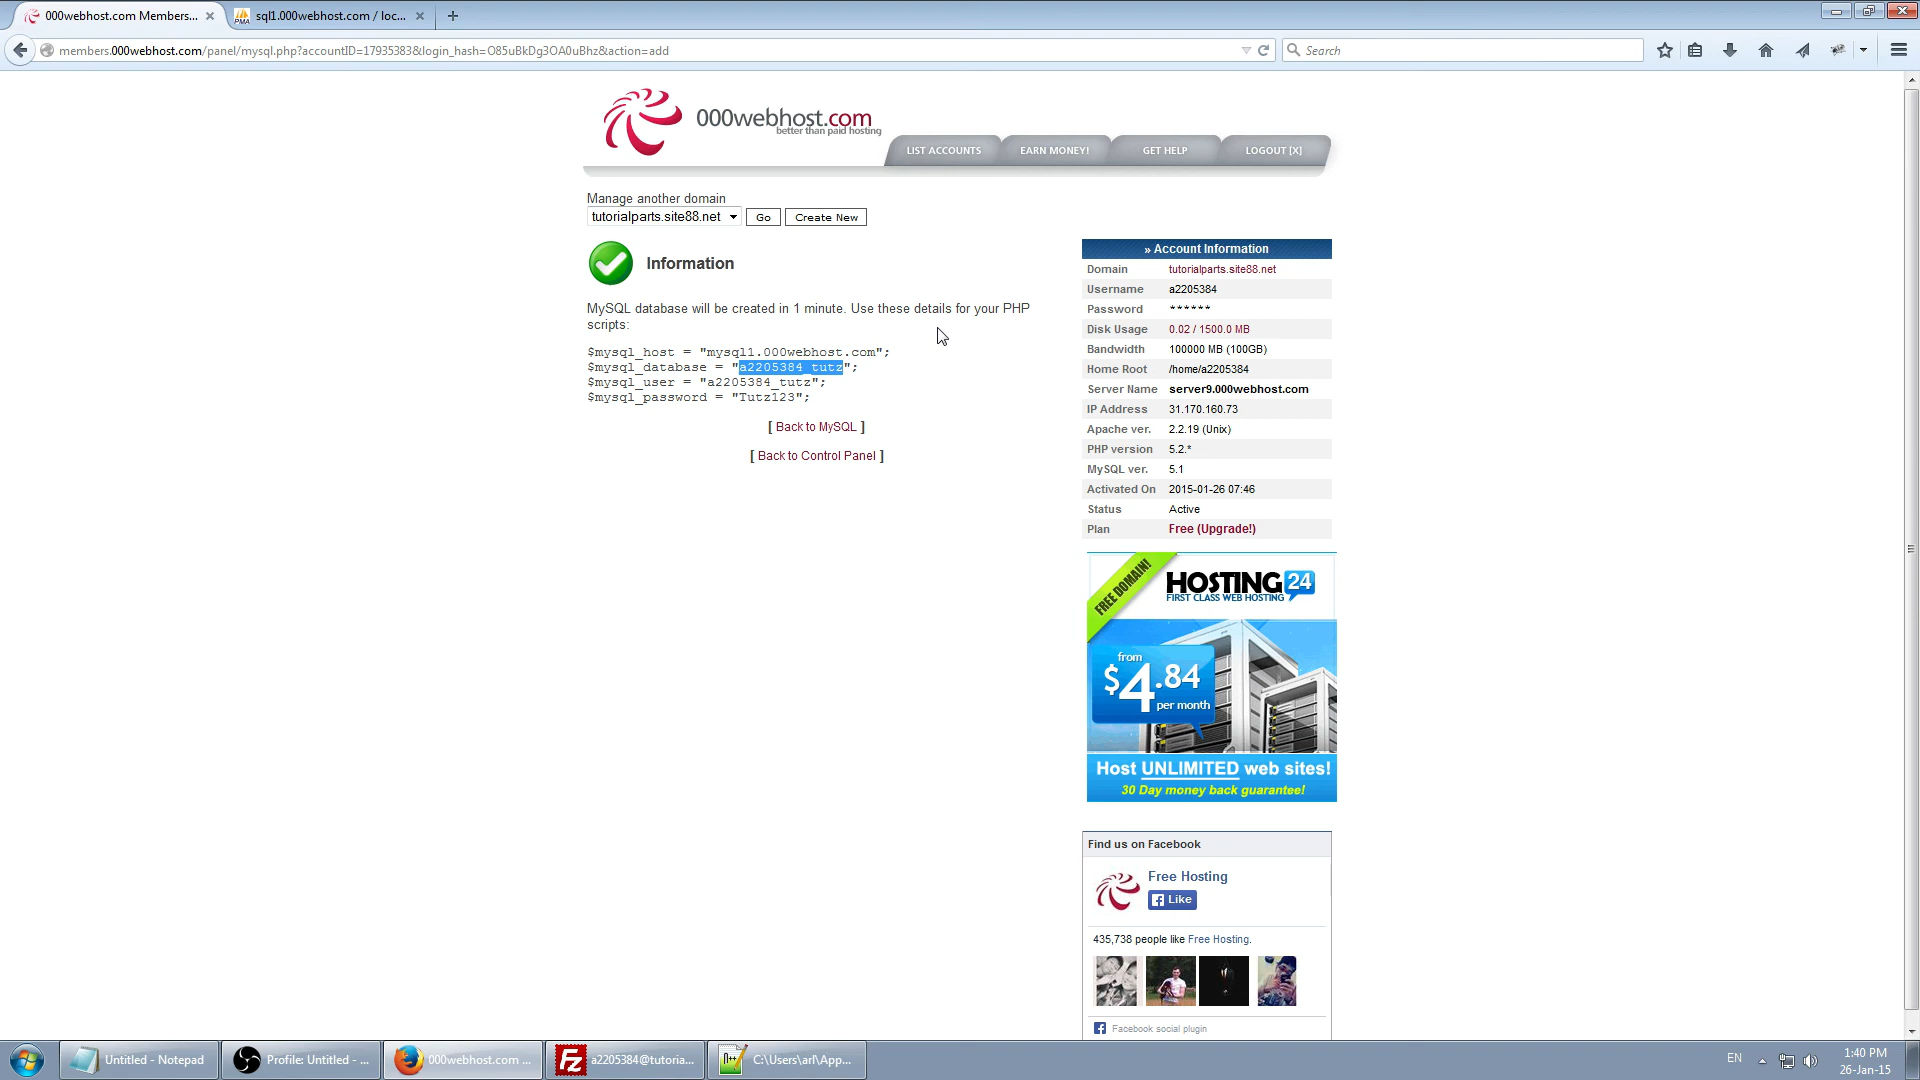 000webhost.com Members...
sql1.000webhost.com / loc...
members.000webhost.com/panel/mysql.php?accountID=17935383&login_hash=O85uBkDg3OA0uBhz&action=add
Search
000webhost.com
better than paid hosting
LIST ACCOUNTS
EARN MONEY!
GET HELP
LOGOUT [X]
Manage another domain
tutorialparts.site88.net
Go
Create New
Information
MySQL database will be created in 1 minute. Use these details for your PHP
scripts:
$mysql_host = "mysql1.000webhost.com";
$mysql_database = "a2205384_tutz";
$mysql_user = "a2205384_tutz";
$mysql_password = "Tutz123";
[ Back to MySQL ]
[ Back to Control Panel ]
» Account Information
Domain tutorialparts.site88.net
Username a2205384
Password ******
Disk Usage 0.02 / 1500.0 MB
Bandwidth 100000 MB (100GB)
Home Root /home/a2205384
Server Name server9.000webhost.com
IP Address 31.170.160.73
Apache ver. 2.2.19 (Unix)
PHP version 5.2.*
MySQL ver. 5.1
Activated On 2015-01-26 07:46
Status Active
Plan Free (Upgrade!)
FREE DOMAIN!
HOSTING 24
FIRST CLASS WEB HOSTING
from
$4.84
per month
Host UNLIMITED web sites!
30 Day money back guarantee!
Find us on Facebook
Free Hosting
Like
435,738 people like Free Hosting.
Facebook social plugin
Untitled - Notepad
Profile: Untitled - ...
000webhost.com ...
a2205384@tutoria...
C:\Users\arl\App...
EN
1:40 PM
26-Jan-15